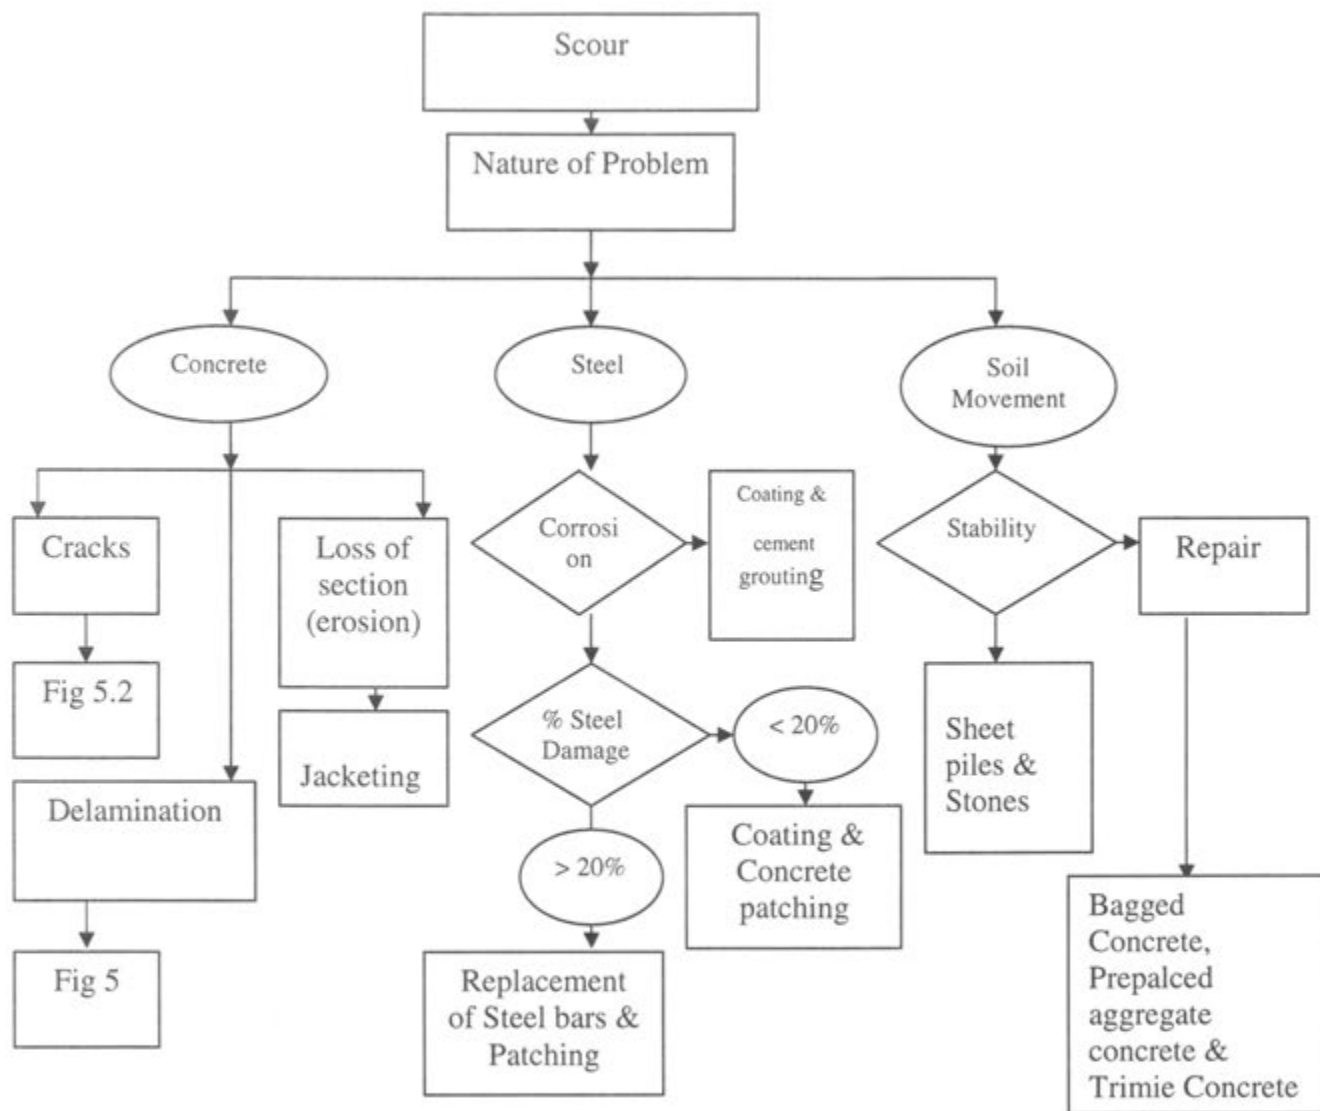 Scour
Nature of Problem
Concrete
Steel
Soil
Movement
Cracks
Loss of
section
(erosion)
Corrosi
on
Coating &
cement
grouting
Stability
Repair
Fig 5.2
Jacketing
% Steel
Damage
< 20%
Sheet
piles &
Stones
Delamination
> 20%
Coating &
Concrete
patching
Bagged
Concrete,
Prepalced
aggregate
concrete &
Trimie Concrete
Fig 5
Replacement
of Steel bars &
Patching